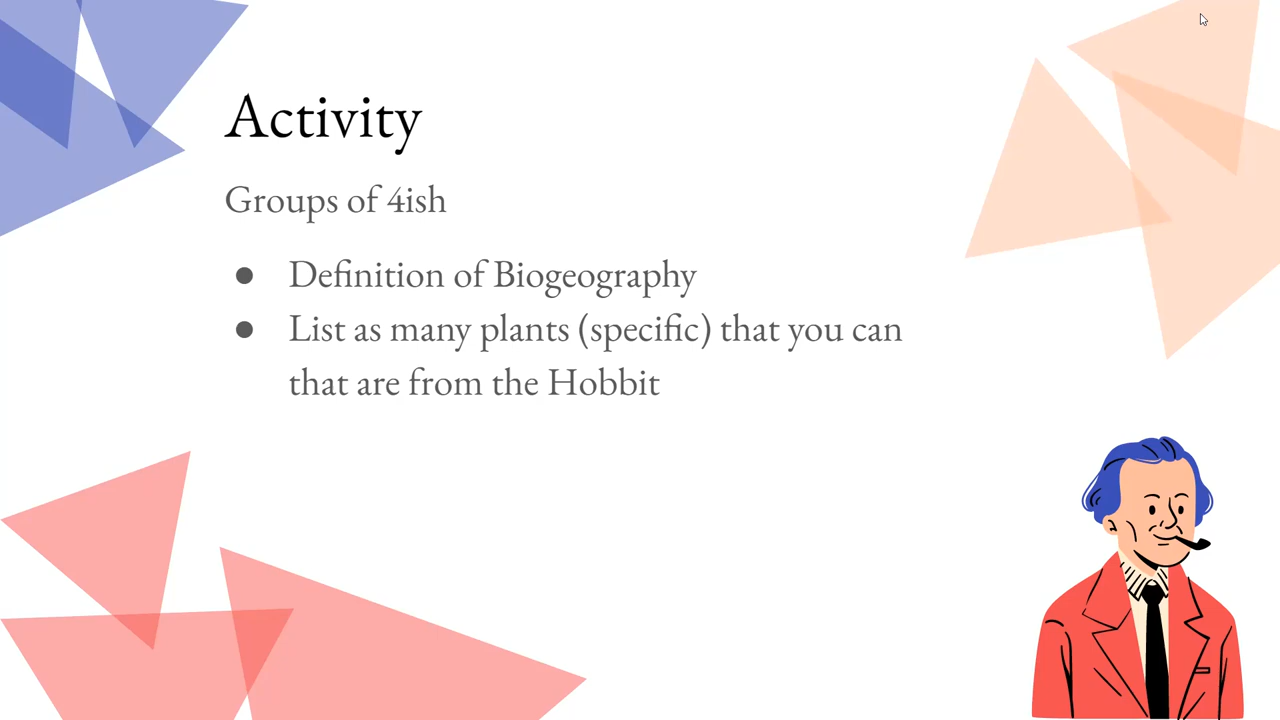 Activity
Groups of 4ish
● Definition of Biogeography
● List as many plants (specific) that you can
that are from the Hobbit